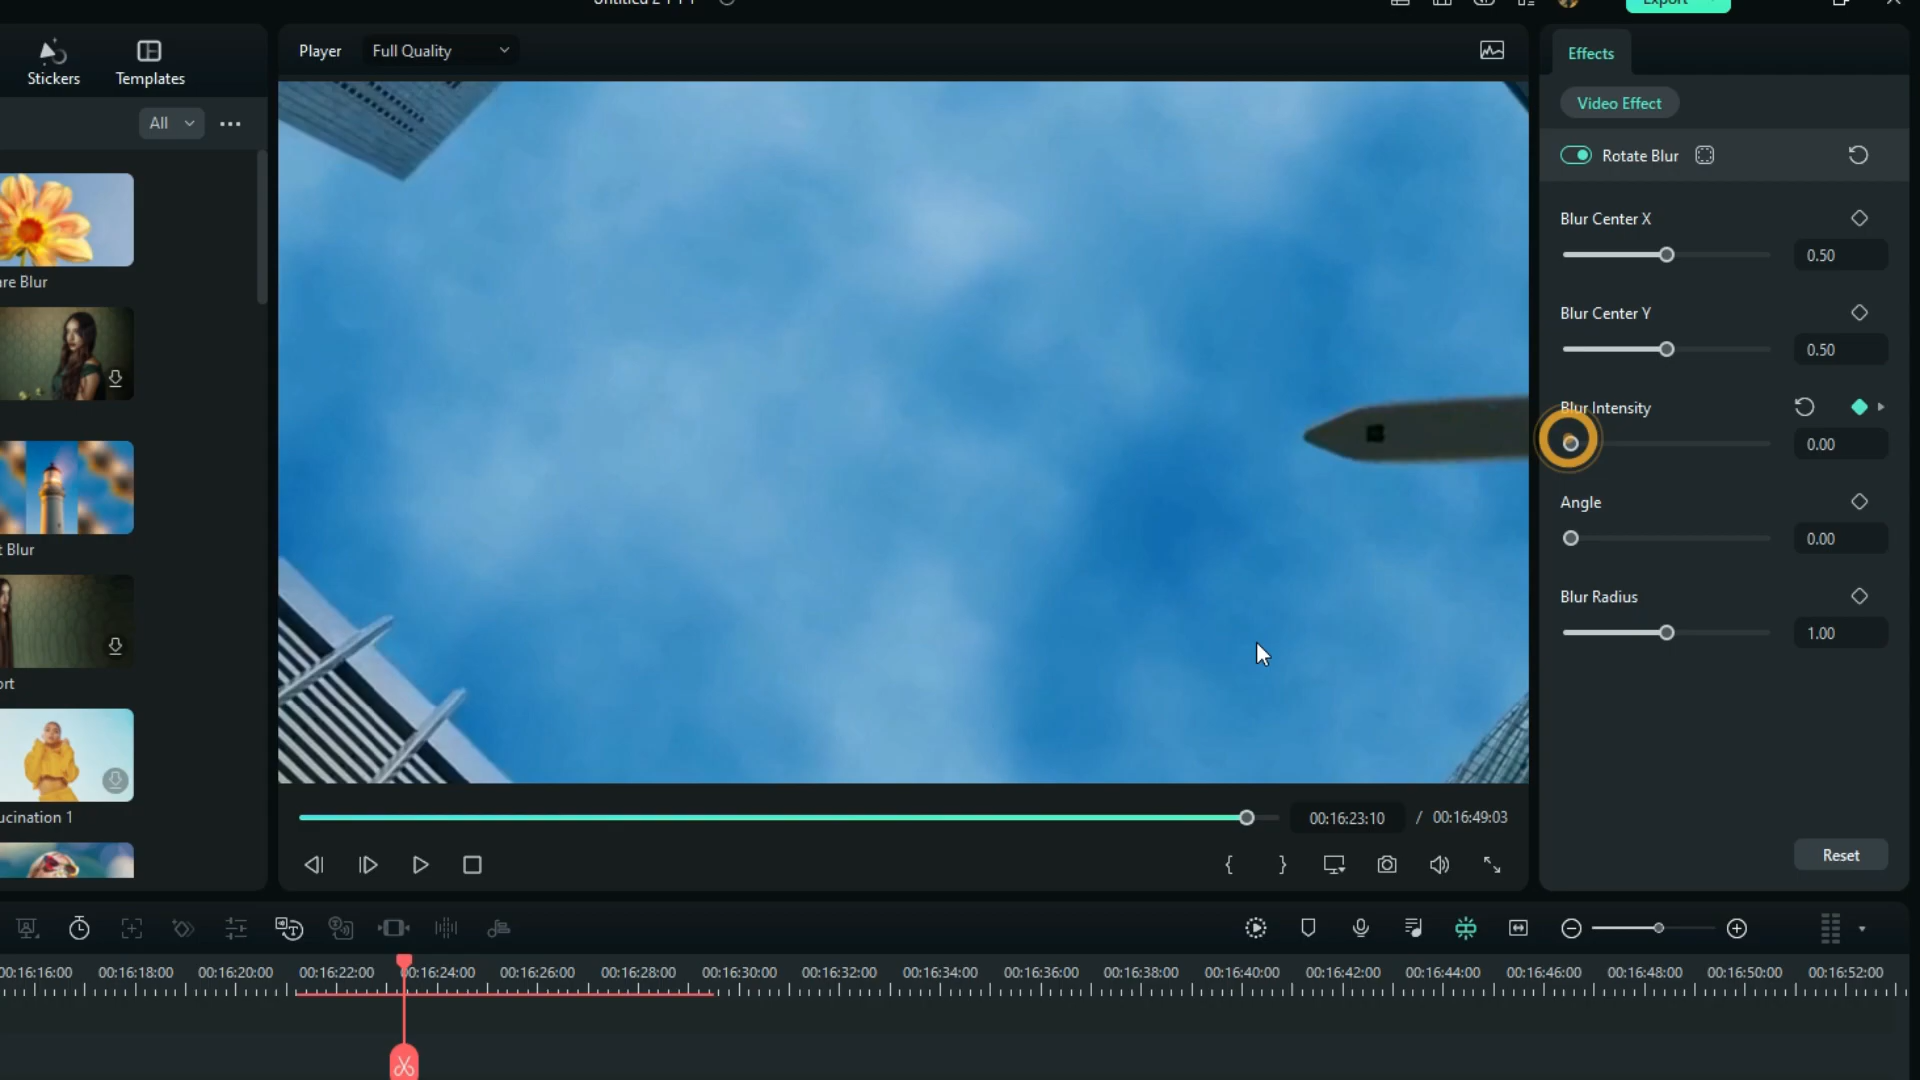 Export
Stickers
Templates
Player
Full Quality
Effects
All
Video Effect
Rotate Blur
Blur Center X
0.50
are Blur
Blur Center Y
0.50
Blur Intensity
0.00
Angle
0.00
t Blur
Blur Radius
1.00
ort
ucination 1
00:16:23:10 / 00:16:49:03
Reset
00:16:16:00 00:16:18:00 00:16:20:00 00:16:22:00 00:16:24:00 00:16:26:00 00:16:28:00 00:16:30:00 00:16:32:00 00:16:34:00 00:16:36:00 00:16:38:00 00:16:40:00 00:16:42:00 00:16:44:00 00:16:46:00 00:16:48:00 00:16:50:00 00:16:52:00